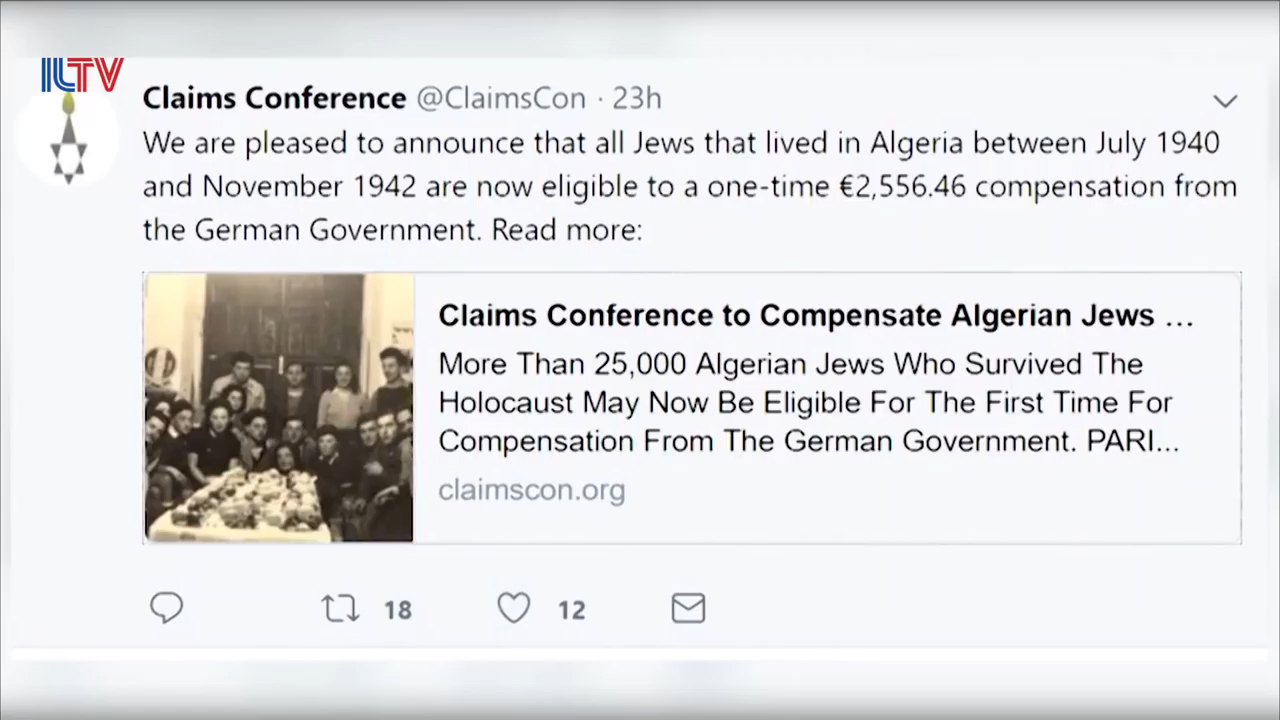 ILTV
Claims Conference @ClaimsCon · 23h
We are pleased to announce that all Jews that lived in Algeria between July 1940
and November 1942 are now eligible to a one-time €2,556.46 compensation from
the German Government. Read more:
Claims Conference to Compensate Algerian Jews ...
More Than 25,000 Algerian Jews Who Survived The
Holocaust May Now Be Eligible For The First Time For
Compensation From The German Government. PARI...
claimscon.org
18 12